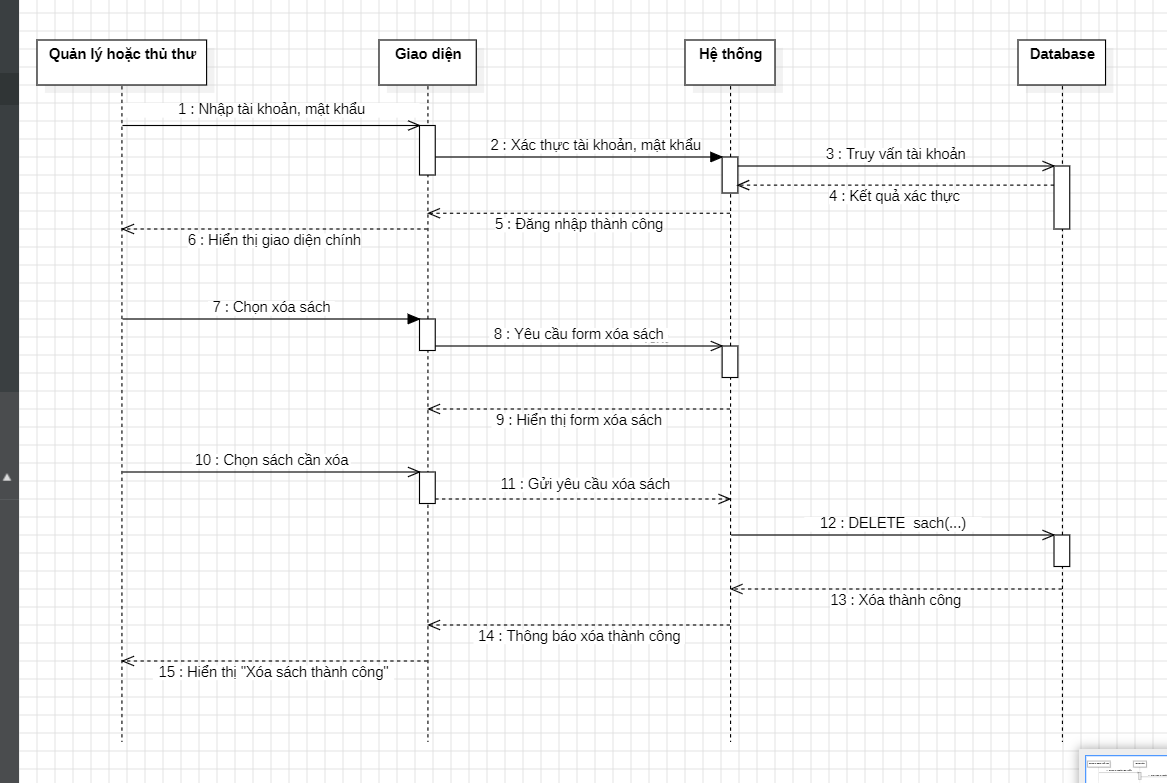 Quản lý hoặc thủ thư
Giao diện
Hệ thống
Database
1 : Nhập tài khoản, mật khẩu
2 : Xác thực tài khoản, mật khẩu
3 : Truy vấn tài khoản
4 : Kết quả xác thực
5 : Đăng nhập thành công
6 : Hiển thị giao diện chính
7 : Chọn xóa sách
8 : Yêu cầu form xóa sách
9 : Hiển thị form xóa sách
10 : Chọn sách cần xóa
11 : Gửi yêu cầu xóa sách
12 : DELETE  sach(...)
13 : Xóa thành công
14 : Thông báo xóa thành công
15 : Hiển thị "Xóa sách thành công"